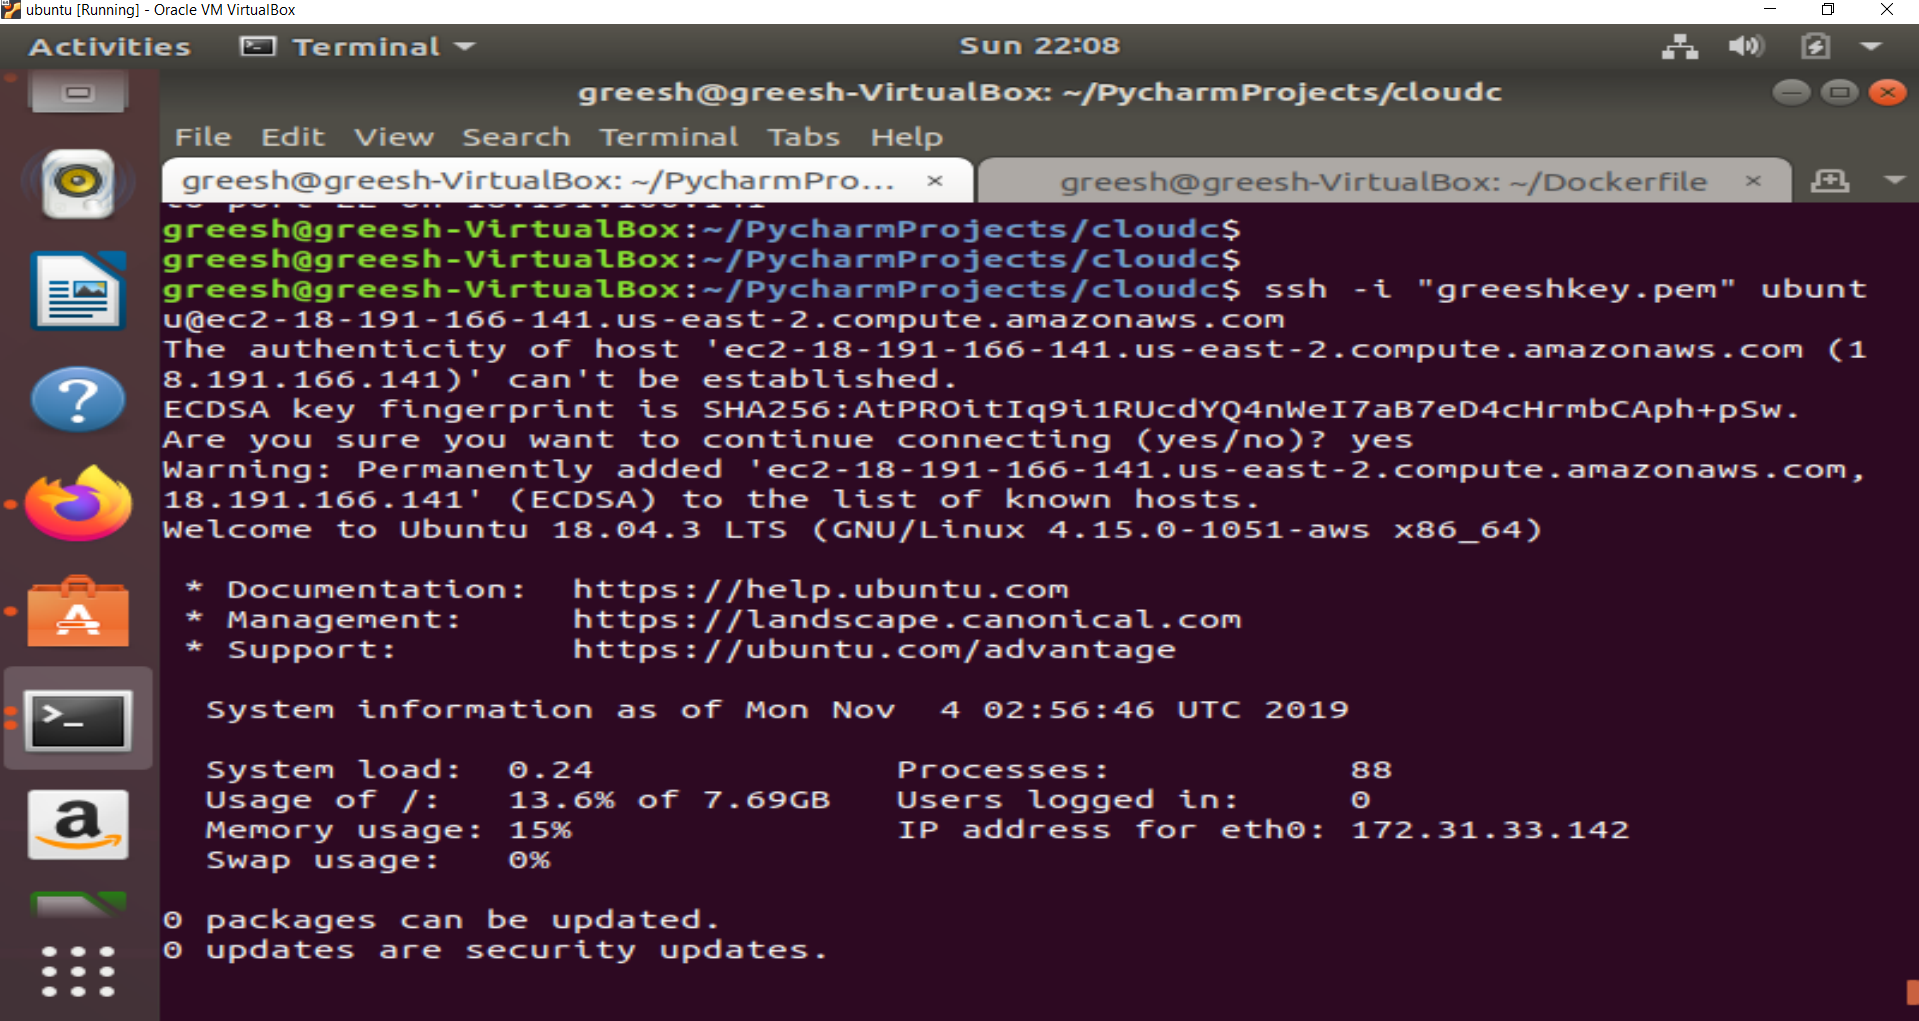 ubuntu [Running] - Oracle VM VirtualBox
Activities Terminal Sun 22:08
greesh@greesh-VirtualBox: ~/PycharmProjects/cloudc
File Edit View Search Terminal Tabs Help
greesh@greesh-VirtualBox: ~/PycharmPro... × greesh@greesh-VirtualBox: ~/Dockerfile ×
to port 22 on 18.191.166.141
greesh@greesh-VirtualBox:~/PycharmProjects/cloudc$
greesh@greesh-VirtualBox:~/PycharmProjects/cloudc$
greesh@greesh-VirtualBox:~/PycharmProjects/cloudc$ ssh -i "greeshkey.pem" ubunt
u@ec2-18-191-166-141.us-east-2.compute.amazonaws.com
The authenticity of host 'ec2-18-191-166-141.us-east-2.compute.amazonaws.com (1
8.191.166.141)' can't be established.
ECDSA key fingerprint is SHA256:AtPROitIq9i1RUcdYQ4nWeI7aB7eD4cHrmbCAph+pSw.
Are you sure you want to continue connecting (yes/no)? yes
Warning: Permanently added 'ec2-18-191-166-141.us-east-2.compute.amazonaws.com,
18.191.166.141' (ECDSA) to the list of known hosts.
Welcome to Ubuntu 18.04.3 LTS (GNU/Linux 4.15.0-1051-aws x86_64)
* Documentation: https://help.ubuntu.com
* Management: https://landscape.canonical.com
* Support: https://ubuntu.com/advantage
System information as of Mon Nov 4 02:56:46 UTC 2019
System load: 0.24 Processes: 88
Usage of /: 13.6% of 7.69GB Users logged in: 0
Memory usage: 15% IP address for eth0: 172.31.33.142
Swap usage: 0%
0 packages can be updated.
0 updates are security updates.